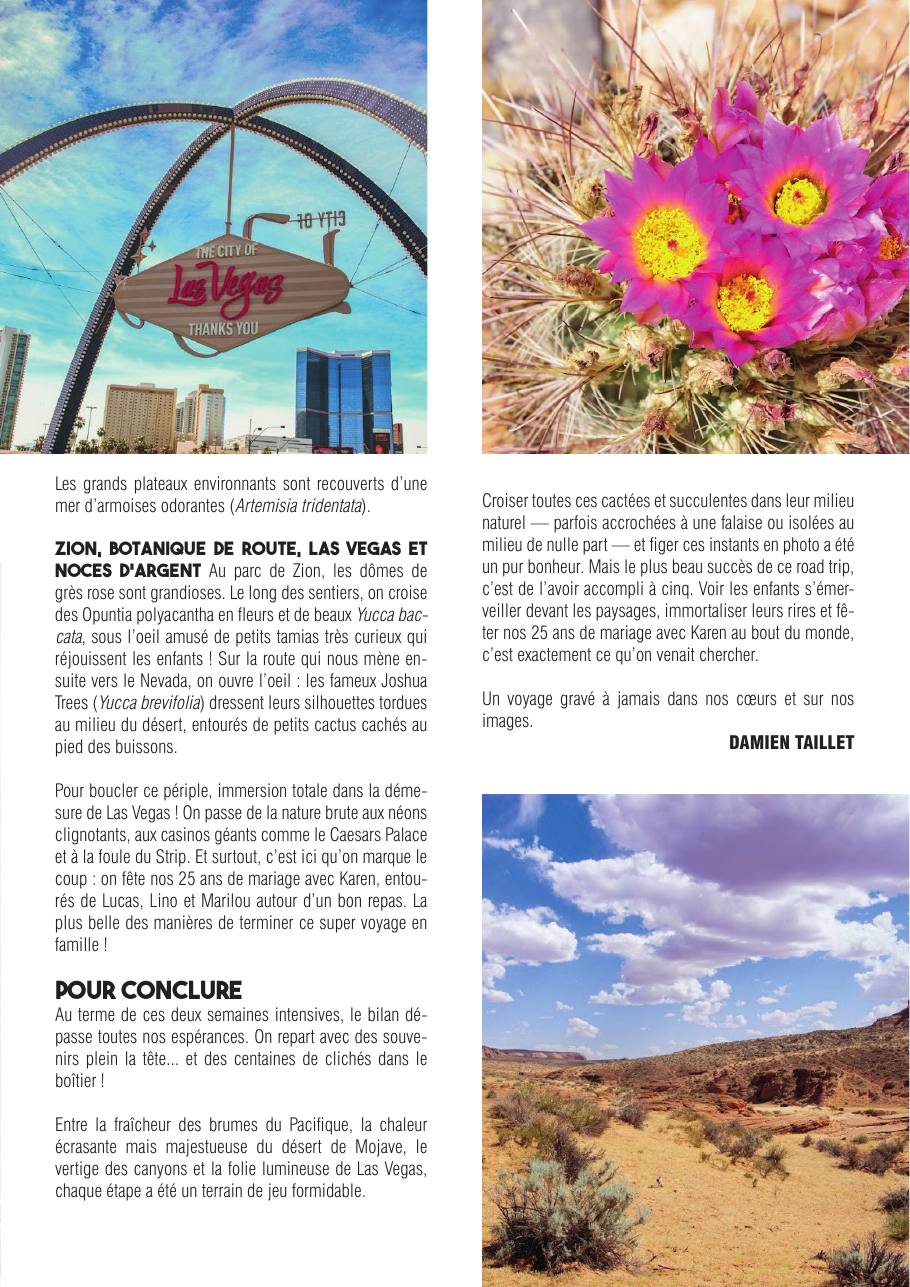 CITY OF
THE CITY OF
Las Vegas
THANKS YOU
Les grands plateaux environnants sont recouverts d’une
mer d’armoises odorantes (Artemisia tridentata).
ZION, BOTANIQUE DE ROUTE, LAS VEGAS ET
NOCES D'ARGENT Au parc de Zion, les dômes de
grès rose sont grandioses. Le long des sentiers, on croise
des Opuntia polyacantha en fleurs et de beaux Yucca bac-
cata, sous l’oeil amusé de petits tamias très curieux qui
réjouissent les enfants ! Sur la route qui nous mène en-
suite vers le Nevada, on ouvre l’oeil : les fameux Joshua
Trees (Yucca brevifolia) dressent leurs silhouettes tordues
au milieu du désert, entourés de petits cactus cachés au
pied des buissons.
Pour boucler ce périple, immersion totale dans la déme-
sure de Las Vegas ! On passe de la nature brute aux néons
clignotants, aux casinos géants comme le Caesars Palace
et à la foule du Strip. Et surtout, c’est ici qu’on marque le
coup : on fête nos 25 ans de mariage avec Karen, entou-
rés de Lucas, Lino et Marilou autour d’un bon repas. La
plus belle des manières de terminer ce super voyage en
famille !
POUR CONCLURE
Au terme de ces deux semaines intensives, le bilan dé-
passe toutes nos espérances. On repart avec des souve-
nirs plein la tête... et des centaines de clichés dans le
boîtier !
Entre la fraîcheur des brumes du Pacifique, la chaleur
écrasante mais majestueuse du désert de Mojave, le
vertige des canyons et la folie lumineuse de Las Vegas,
chaque étape a été un terrain de jeu formidable.
Croiser toutes ces cactées et succulentes dans leur milieu
naturel — parfois accrochées à une falaise ou isolées au
milieu de nulle part — et figer ces instants en photo a été
un pur bonheur. Mais le plus beau succès de ce road trip,
c’est de l’avoir accompli à cinq. Voir les enfants s’émer-
veiller devant les paysages, immortaliser leurs rires et fê-
ter nos 25 ans de mariage avec Karen au bout du monde,
c’est exactement ce qu’on venait chercher.
Un voyage gravé à jamais dans nos cœurs et sur nos
images.
DAMIEN TAILLET